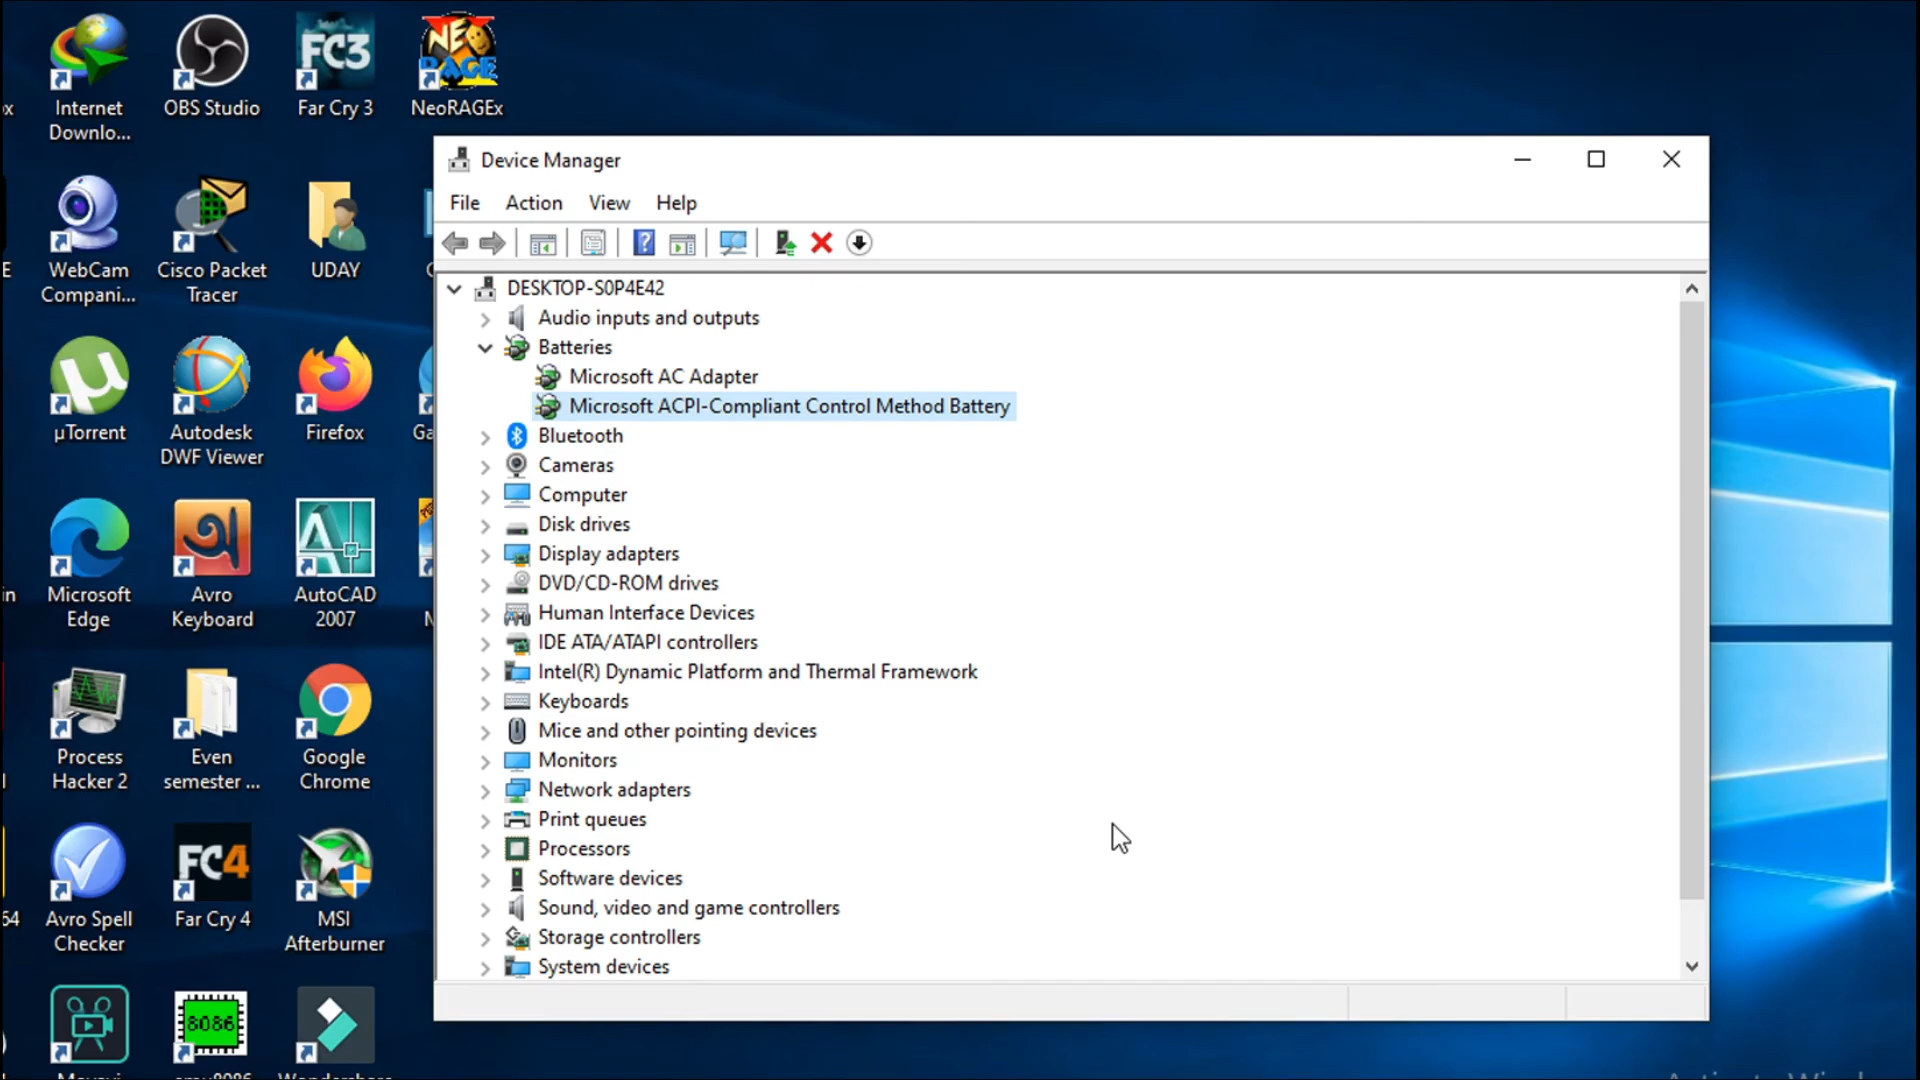 Internet
Downlo...
OBS Studio
FC3
Far Cry 3
NEO
RAGE
NeoRAGEx
WebCam
Compani...
Cisco Packet
Tracer
UDAY
µTorrent
Autodesk
DWF Viewer
Firefox
Ga
Microsoft
Edge
Avro
Keyboard
AutoCAD
2007
Process
Hacker 2
Even
semester ...
Google
Chrome
64
Avro Spell
Checker
FC4
Far Cry 4
MSI
Afterburner
8086
Device Manager
File Action View Help
DESKTOP-S0P4E42
Audio inputs and outputs
Batteries
Microsoft AC Adapter
Microsoft ACPI-Compliant Control Method Battery
Bluetooth
Cameras
Computer
Disk drives
Display adapters
DVD/CD-ROM drives
Human Interface Devices
IDE ATA/ATAPI controllers
Intel(R) Dynamic Platform and Thermal Framework
Keyboards
Mice and other pointing devices
Monitors
Network adapters
Print queues
Processors
Software devices
Sound, video and game controllers
Storage controllers
System devices